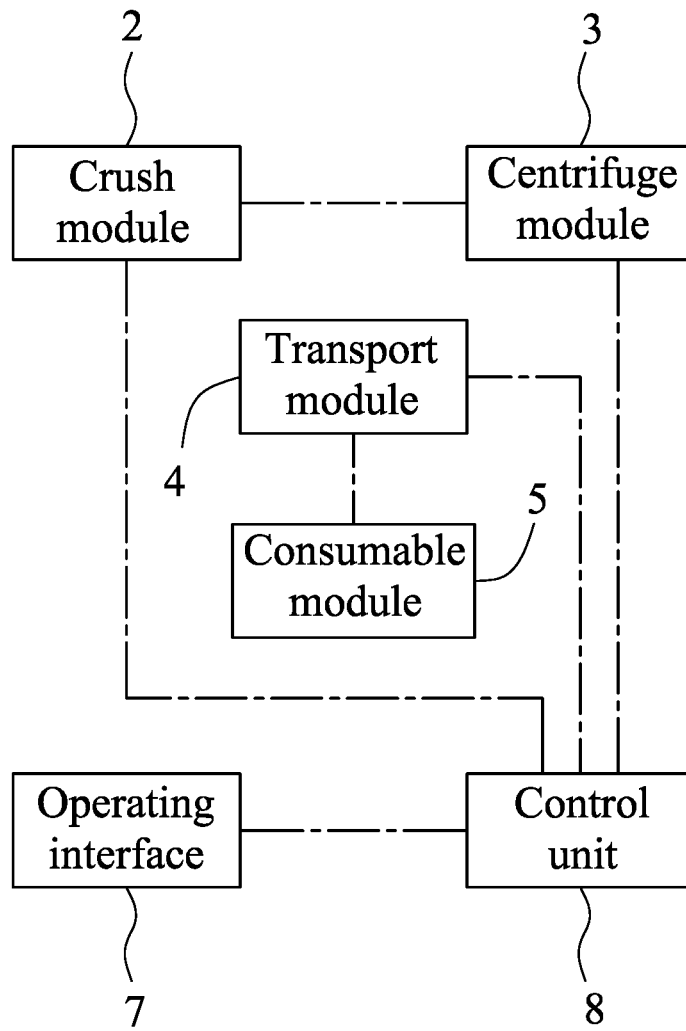 2
3
Crush
module
Centrifuge
module
Transport
module
4
5
Consumable
module
Operating
interface
Control
unit
7
8